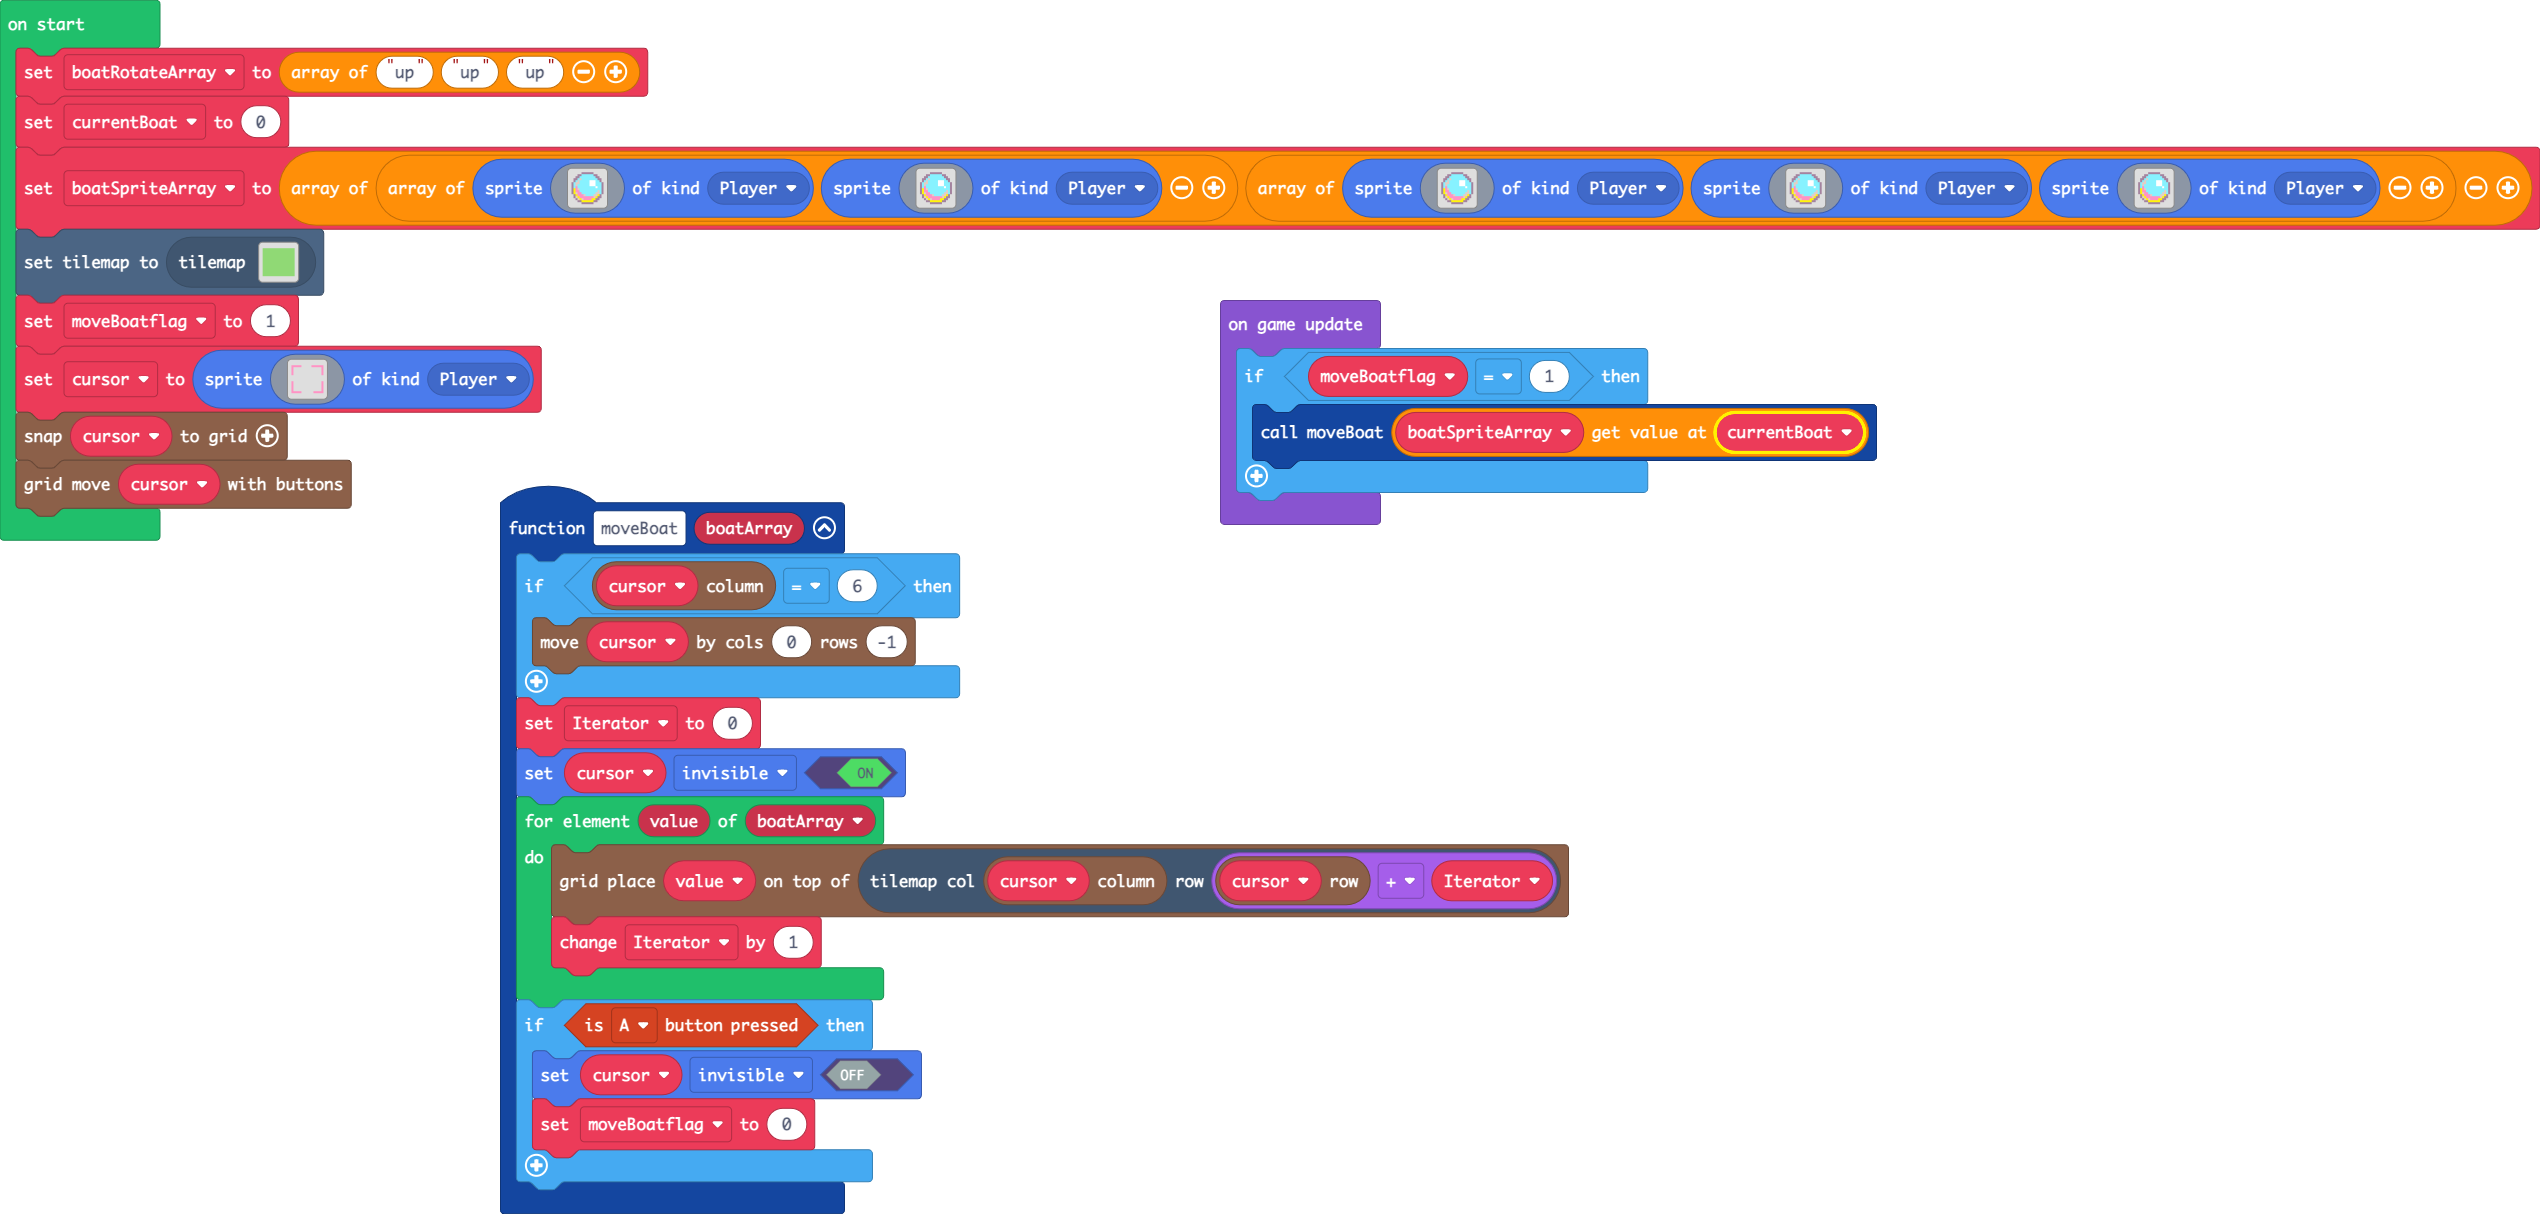 on start
set boatRotateArray to array of "up" "up" "up"
set currentBoat to 0
set boatSpriteArray to array of array of sprite of kind Player sprite of kind Player array of sprite of kind Player sprite of kind Player sprite of kind Player
set tilemap to tilemap
set moveBoatflag to 1
set cursor to sprite of kind Player
snap cursor to grid
grid move cursor with buttons
on game update
if moveBoatflag = 1 then
call moveBoat boatSpriteArray get value at currentBoat
function moveBoat boatArray
if cursor column = 6 then
move cursor by cols 0 rows -1
set Iterator to 0
set cursor invisible ON
for element value of boatArray
do
grid place value on top of tilemap col cursor column row cursor row + Iterator
change Iterator by 1
if is A button pressed then
set cursor invisible OFF
set moveBoatflag to 0